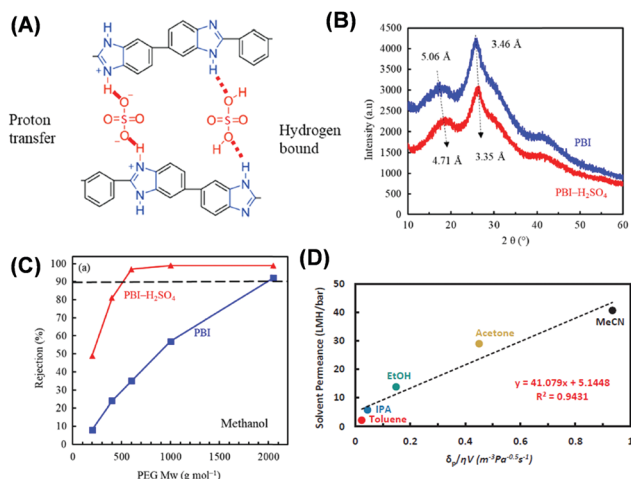 (A)
H
N
N
N
+
N
H
H
N
O
−
H
O
O
S
O
O
S
O
O
−
O
H
Proton
transfer
Hydrogen
bound
H
N
+
H
N
N
H
N
(B)
4500
4000
3500
3000
2500
2000
1500
1000
500
0
10
20
30
40
50
60
Intensity (a.u)
2 θ (°)
5.06 Å
3.46 Å
4.71 Å
3.35 Å
PBI
PBI–H₂SO₄
(C)
(a)
100
90
80
70
60
50
40
30
20
10
0
0
500
1000
1500
2000
Rejection (%)
PEG Mw (g mol⁻¹)
PBI–H₂SO₄
PBI
Methanol
(D)
50
40
30
20
10
0
0
0.2
0.4
0.6
0.8
1
Solvent Permeance (LMH/bar)
δₚ/ηV (m⁻³Pa⁻⁰·⁵s⁻¹)
MeCN
Acetone
EtOH
IPA
Toluene
y = 41.079x + 5.1448
R² = 0.9431